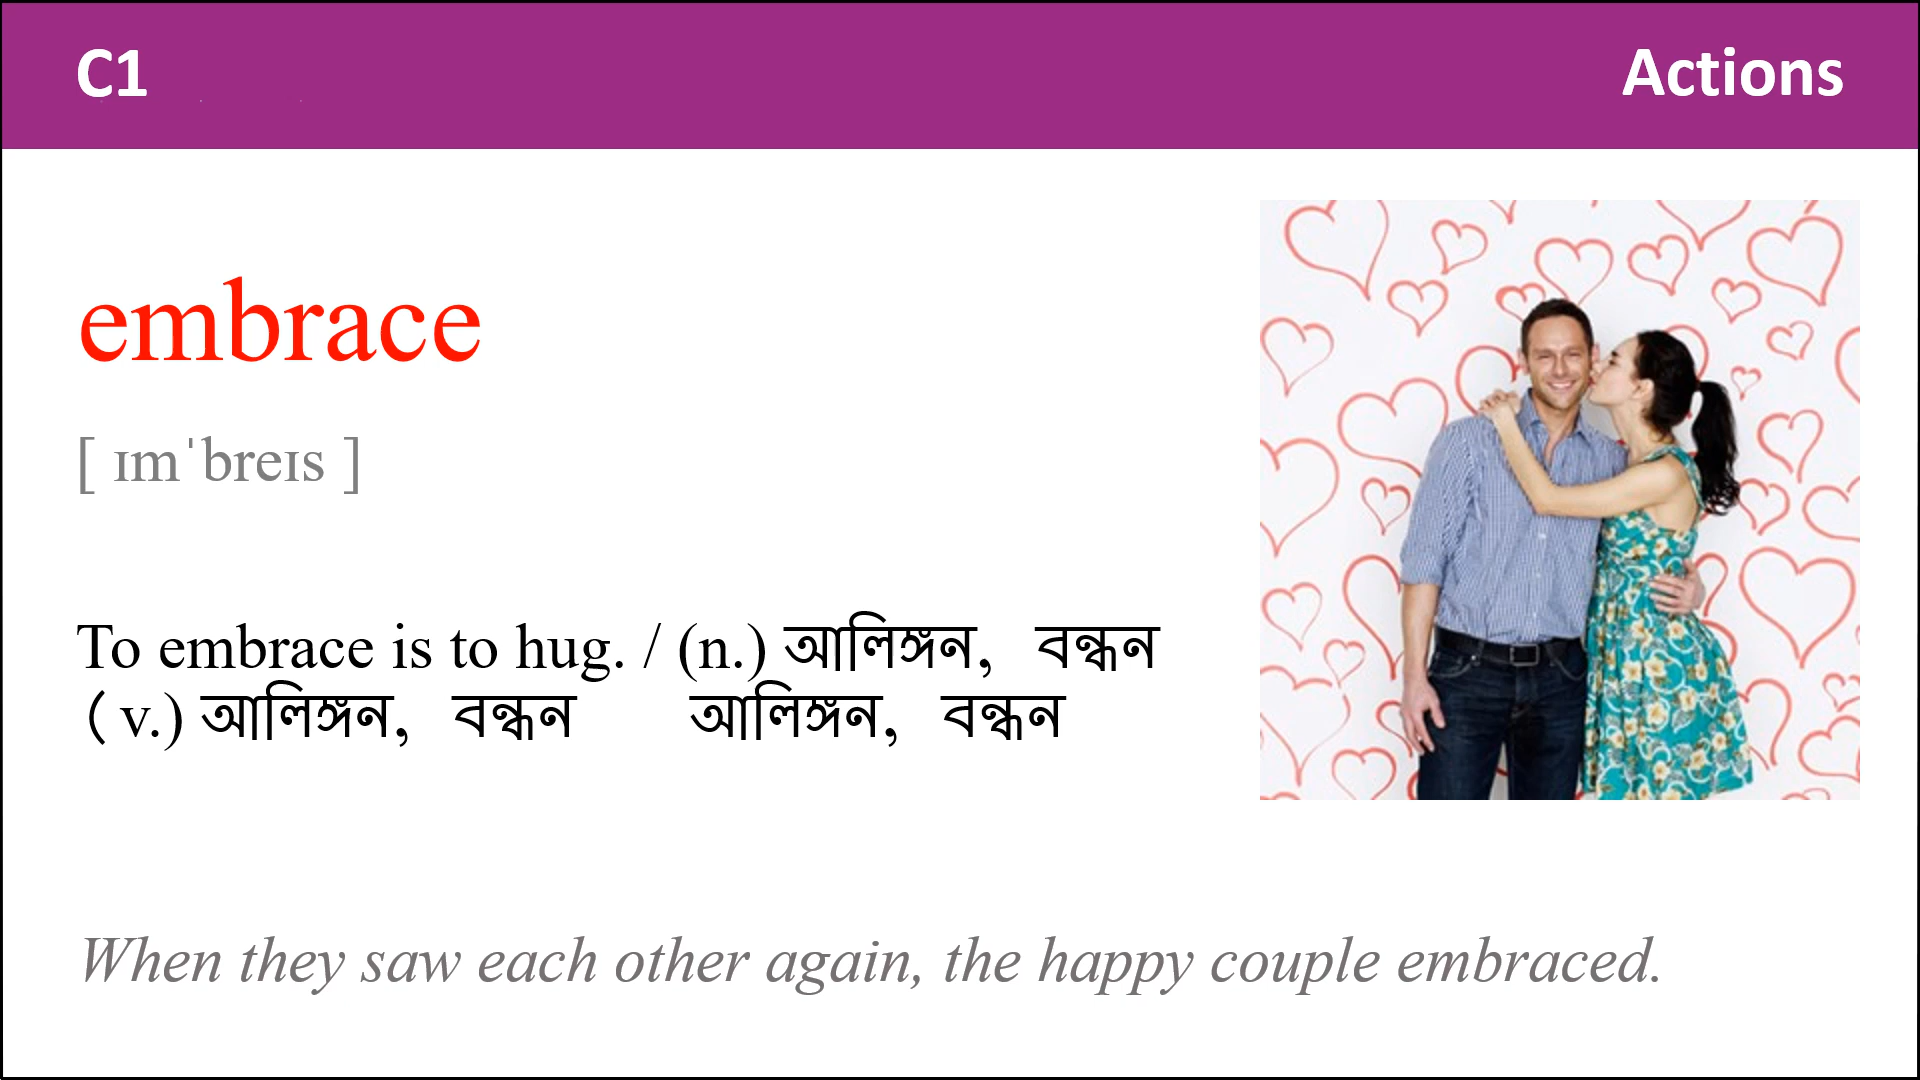 C1 Actions
embrace
[ ɪmˈbreɪs ]
To embrace is to hug. / (n.) আলিঙ্গন, বন্ধন
(v.) আলিঙ্গন, বন্ধন আলিঙ্গন, বন্ধন
When they saw each other again, the happy couple embraced.